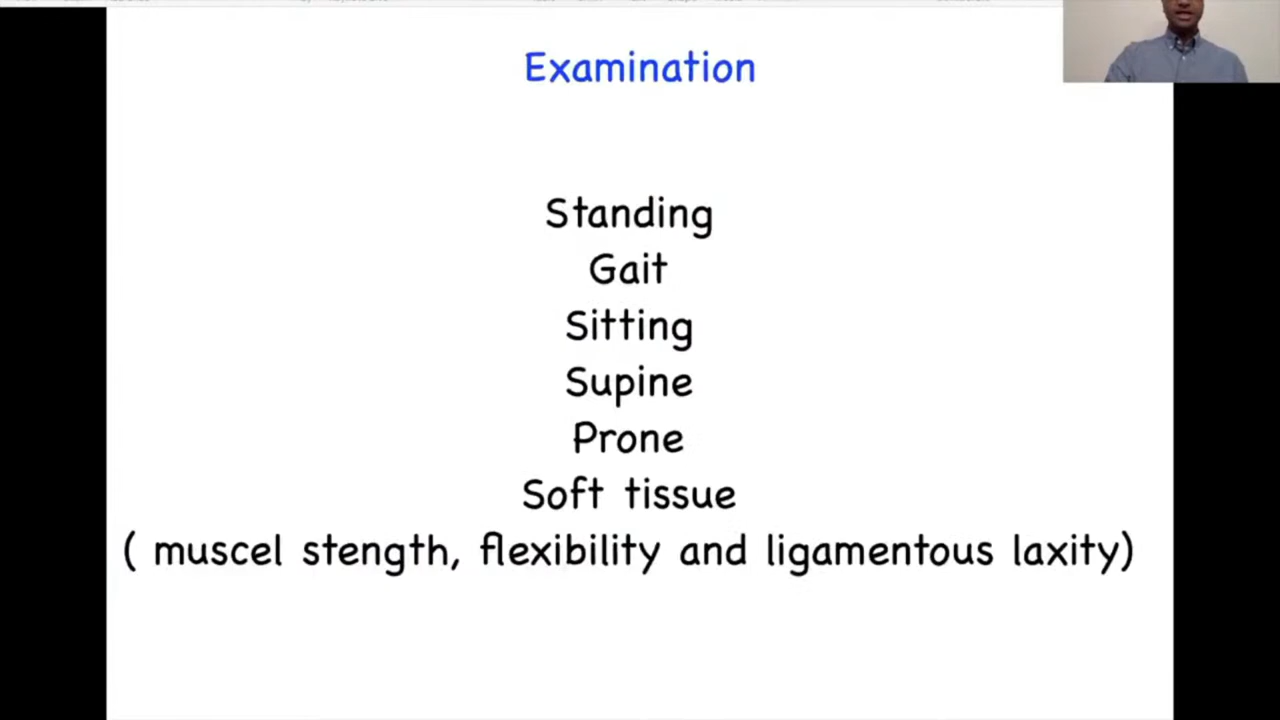 Examination
Standing
Gait
Sitting
Supine
Prone
Soft tissue
( muscel stength, flexibility and ligamentous laxity)